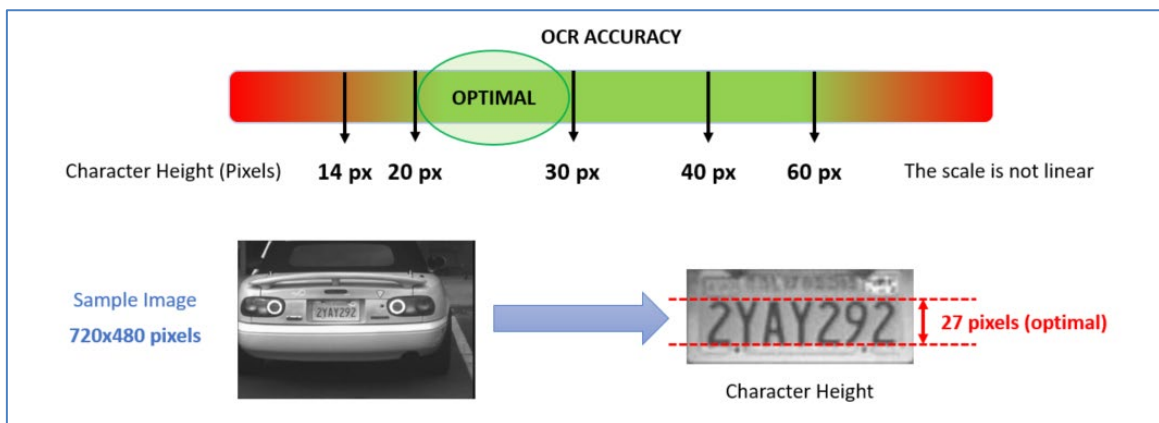 OCR ACCURACY
OPTIMAL
Character Height (Pixels) 14 px 20 px 30 px 40 px 60 px The scale is not linear
Sample Image
720x480 pixels
2YAY292
2YAY292
27 pixels (optimal)
Character Height